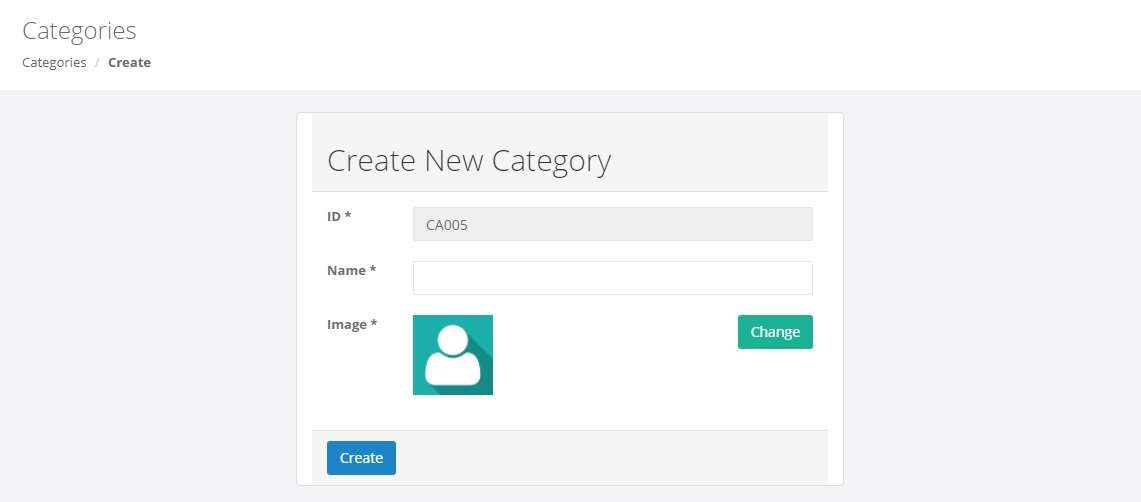 Categories
Categories / Create
Create New Category
ID * CA005
Name *
Image * Change
Create